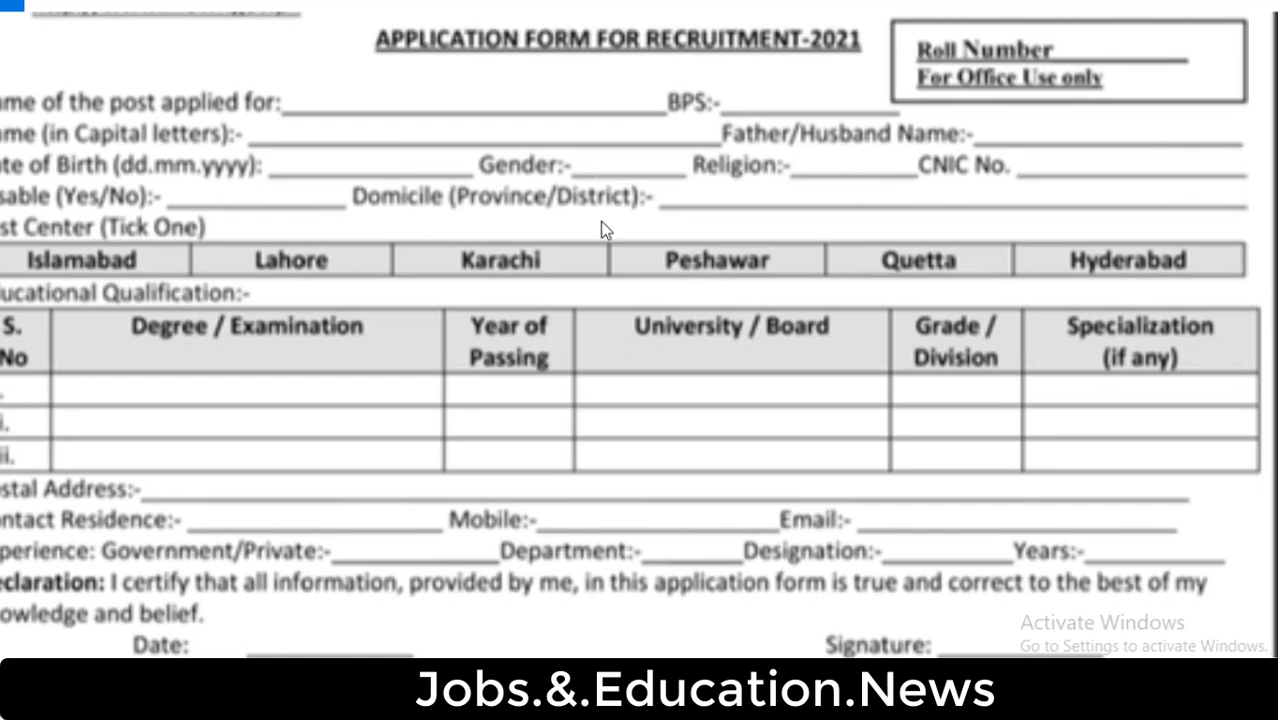 APPLICATION FORM FOR RECRUITMENT-2021
Roll Number
For Office Use only
ame of the post applied for: BPS:-
ame (in Capital letters):- Father/Husband Name:-
te of Birth (dd.mm.yyyy): Gender:- Religion:- CNIC No.
sable (Yes/No):- Domicile (Province/District):-
st Center (Tick One)
Islamabad Lahore Karachi Peshawar Quetta Hyderabad
ucational Qualification:-
S. No Degree / Examination Year of Passing University / Board Grade / Division Specialization (if any)
.
i.
ii.
stal Address:-
ntact Residence:- Mobile:- Email:-
perience: Government/Private:- Department:- Designation:- Years:-
eclaration: I certify that all information, provided by me, in this application form is true and correct to the best of my
owledge and belief.
Date: Signature:
Activate Windows
Go to Settings to activate Windows.
Jobs.&.Education.News